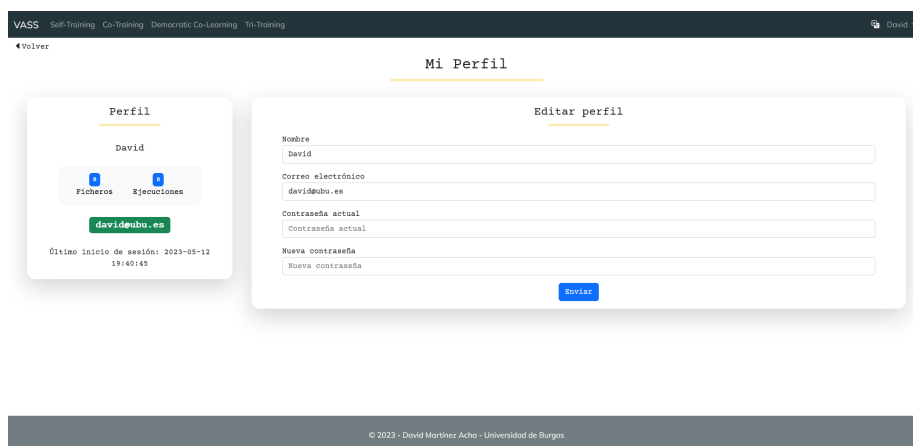 VASS Self-Training Co-Training Democratic Co-Learning Tri-Training David
Volver
Mi Perfil
Perfil
David
0 0
Ficheros Ejecuciones
david@ubu.es
Último inicio de sesión: 2023-05-12
19:40:45
Editar perfil
Nombre
David
Correo electrónico
david@ubu.es
Contraseña actual
Contraseña actual
Nueva contraseña
Nueva contraseña
Enviar
© 2023 - David Martínez Acha - Universidad de Burgos